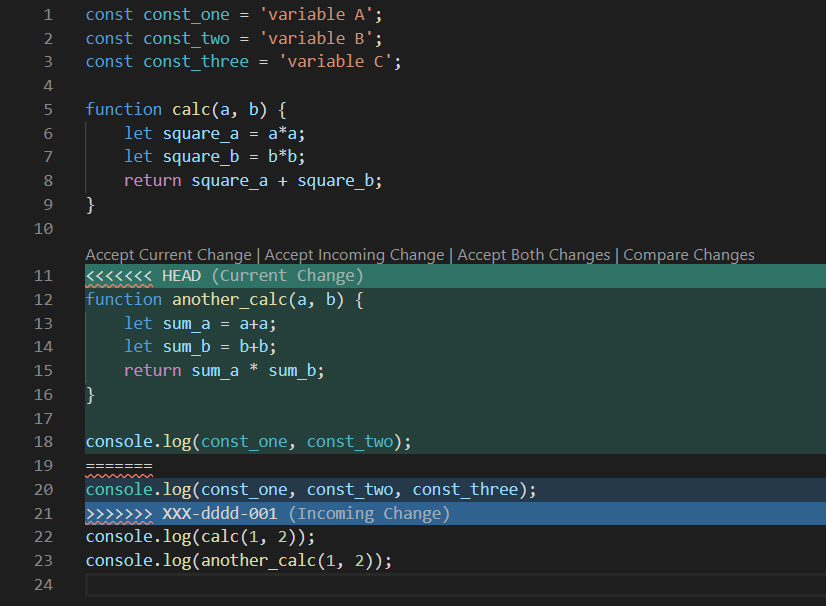 1 const const_one = 'variable A';
2 const const_two = 'variable B';
3 const const_three = 'variable C';
4
5 function calc(a, b) {
6     let square_a = a*a;
7     let square_b = b*b;
8     return square_a + square_b;
9 }
10
Accept Current Change | Accept Incoming Change | Accept Both Changes | Compare Changes
11 <<<<<<< HEAD (Current Change)
12 function another_calc(a, b) {
13     let sum_a = a+a;
14     let sum_b = b+b;
15     return sum_a * sum_b;
16 }
17
18 console.log(const_one, const_two);
19 =======
20 console.log(const_one, const_two, const_three);
21 >>>>>>> XXX-dddd-001 (Incoming Change)
22 console.log(calc(1, 2));
23 console.log(another_calc(1, 2));
24